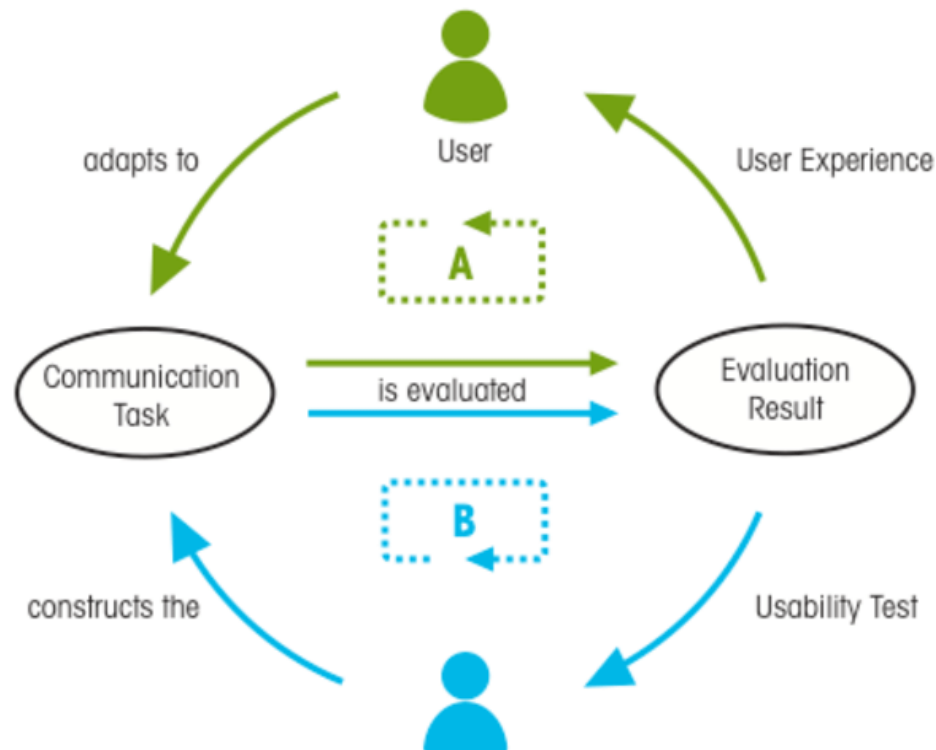 User
adapts to
User Experience
A
Communication
Task
is evaluated
Evaluation
Result
B
constructs the
Usability Test